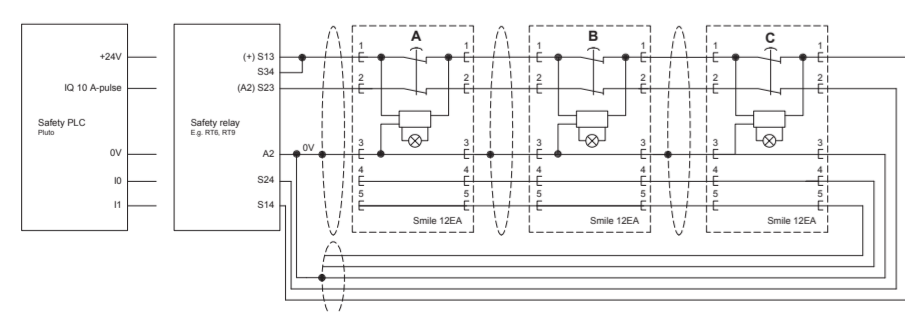 +24V
IQ 10 A-pulse
Safety PLC
Pluto
0V
I0
I1
(+) S13
S34
(A2) S23
Safety relay
E.g. RT6, RT9
A2
0V
S24
S14
A
1
1
2
2
3
3
4
4
5
5
Smile 12EA
B
1
1
2
2
3
3
4
4
5
5
Smile 12EA
C
1
1
2
2
3
3
4
4
5
5
Smile 12EA